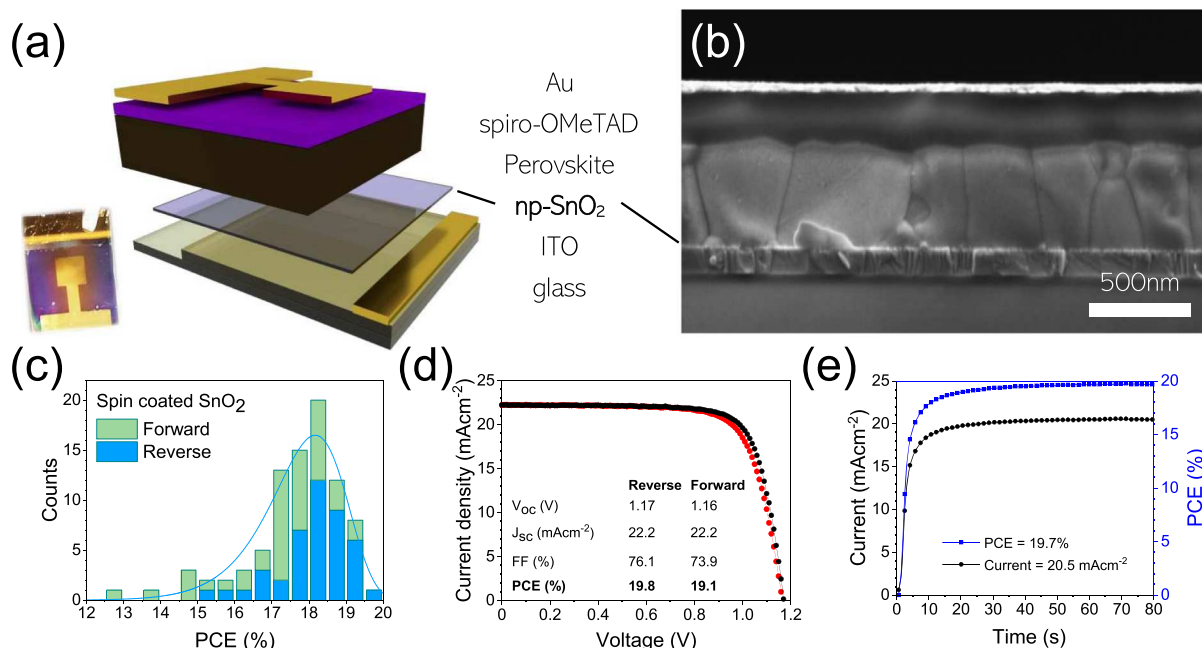 (a)
Au
spiro-OMeTAD
Perovskite
np-SnO₂
ITO
glass
(b)
500nm
(c)
Counts
20
15
10
5
0
Spin coated SnO₂
Forward
Reverse
12 13 14 15 16 17 18 19 20
PCE (%)
(d)
Current density (mAcm⁻²)
25
20
15
10
5
0
Reverse Forward
V_OC (V) 1.17 1.16
J_SC (mAcm⁻²) 22.2 22.2
FF (%) 76.1 73.9
PCE (%) 19.8 19.1
0.0 0.2 0.4 0.6 0.8 1.0 1.2
Voltage (V)
(e)
Current (mAcm⁻²)
25
20
15
10
5
0
PCE = 19.7%
Current = 20.5 mAcm⁻²
20
15
10
5
0
PCE (%)
0 10 20 30 40 50 60 70 80
Time (s)